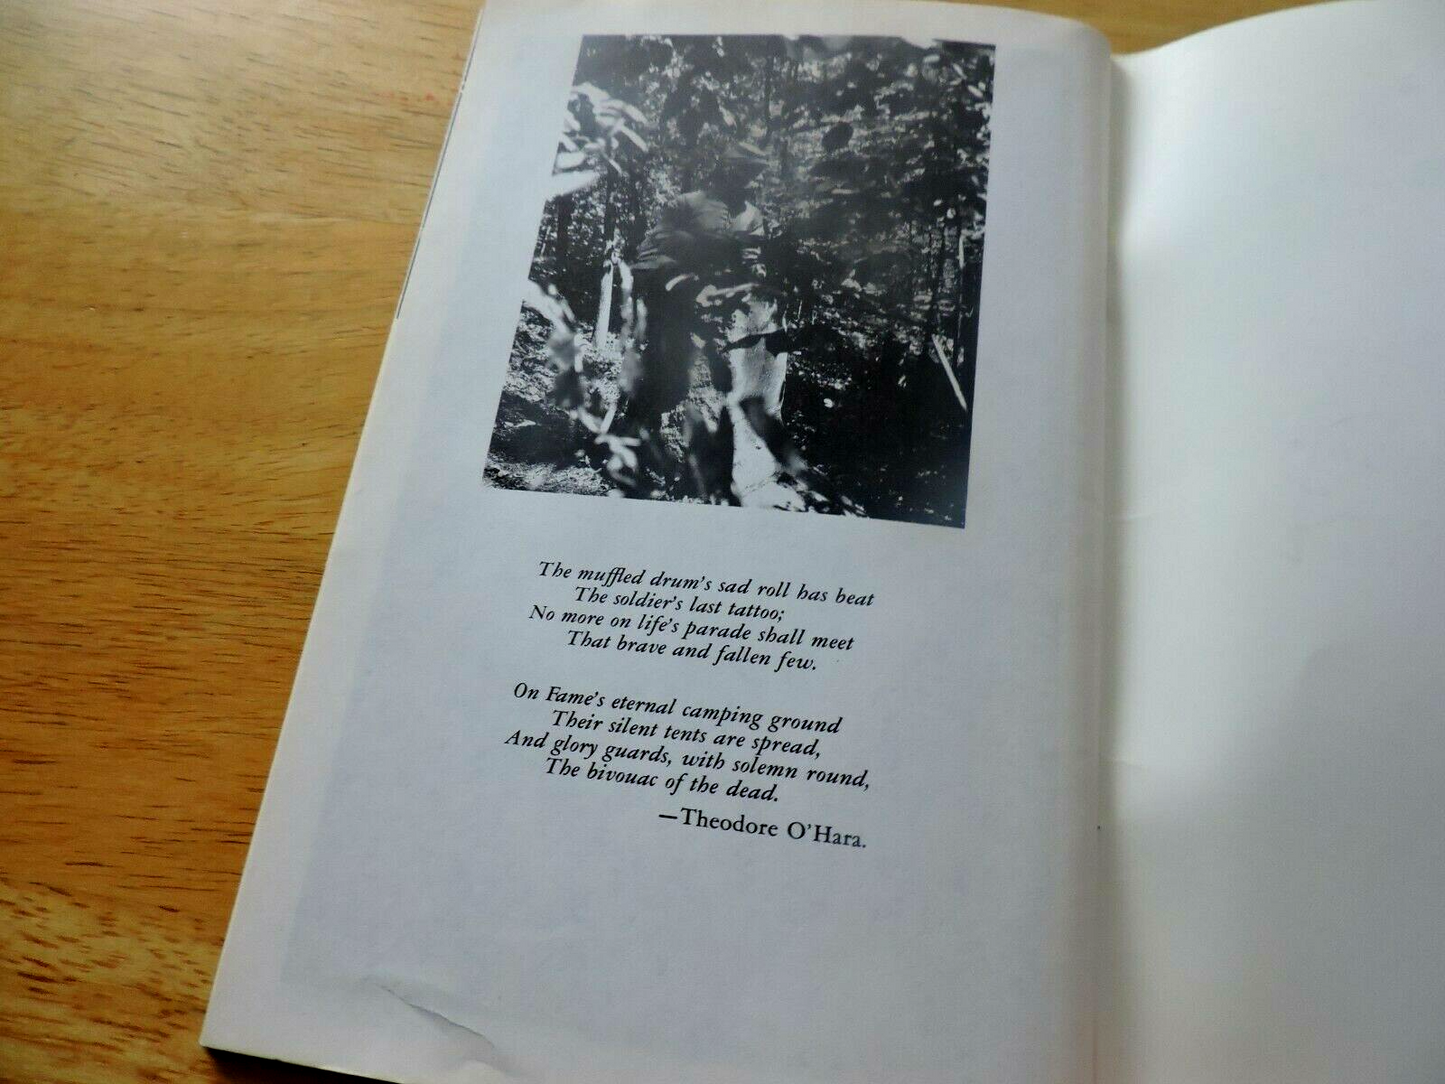 The muffled drum's sad roll has beat
The soldier's last tattoo;
No more on life's parade shall meet
That brave and fallen few.
On Fame's eternal camping ground
Their silent tents are spread,
And glory guards, with solemn round,
The bivouac of the dead.
—Theodore O'Hara.